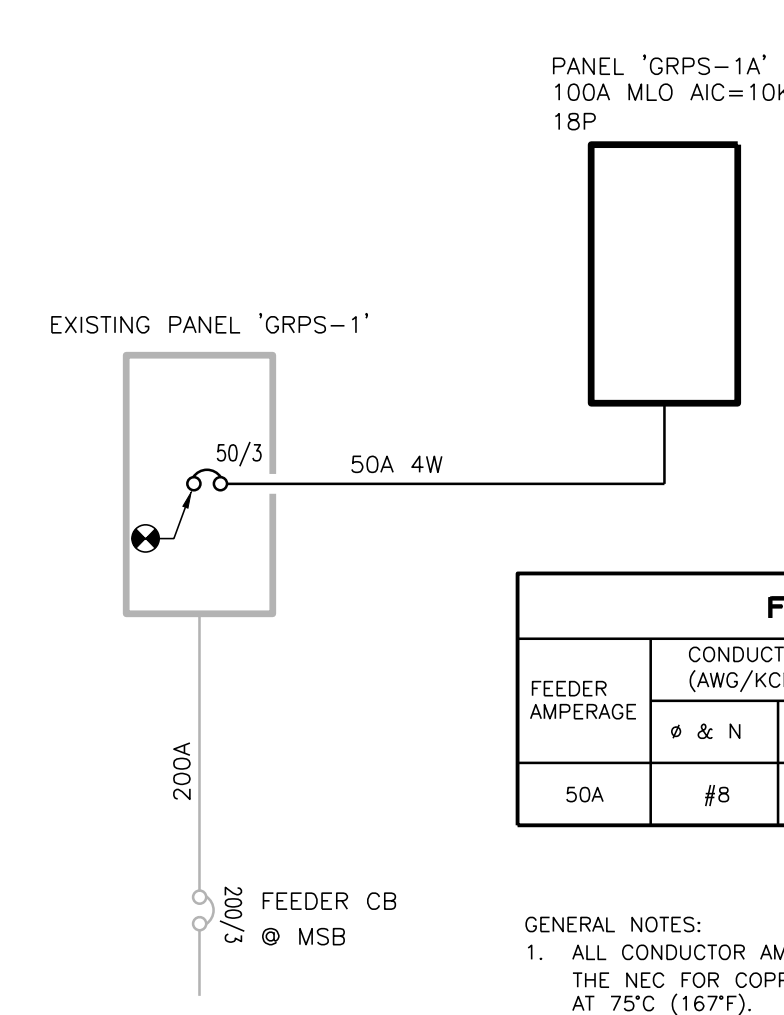 PANEL 'GRPS-1A'
100A MLO AIC=10K
18P
EXISTING PANEL 'GRPS-1'
50/3
50A 4W
200A
200/3
FEEDER CB
@ MSB
F
FEEDER
AMPERAGE
CONDUCT
(AWG/KC
ø & N
50A
#8
GENERAL NOTES:
1. ALL CONDUCTOR AM
THE NEC FOR COPP
AT 75°C (167°F).